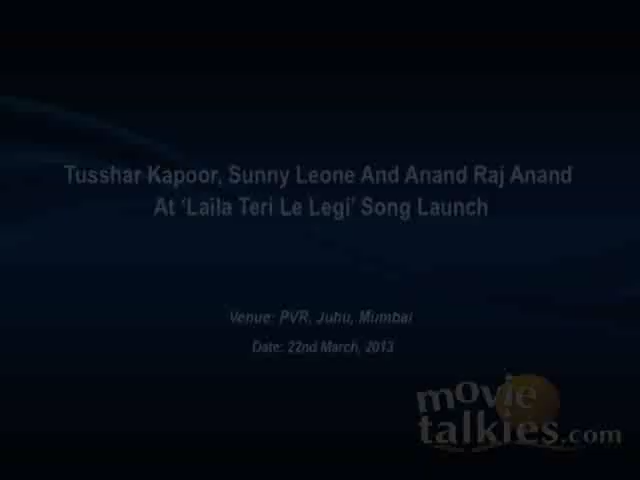 Tusshar Kapoor, Sunny Leone And Anand Raj Anand
At 'Laila Teri Le Legi' Song Launch
Venue: PVR, Juhu, Mumbai
Date: 22nd March, 2013
movie
talkies.com